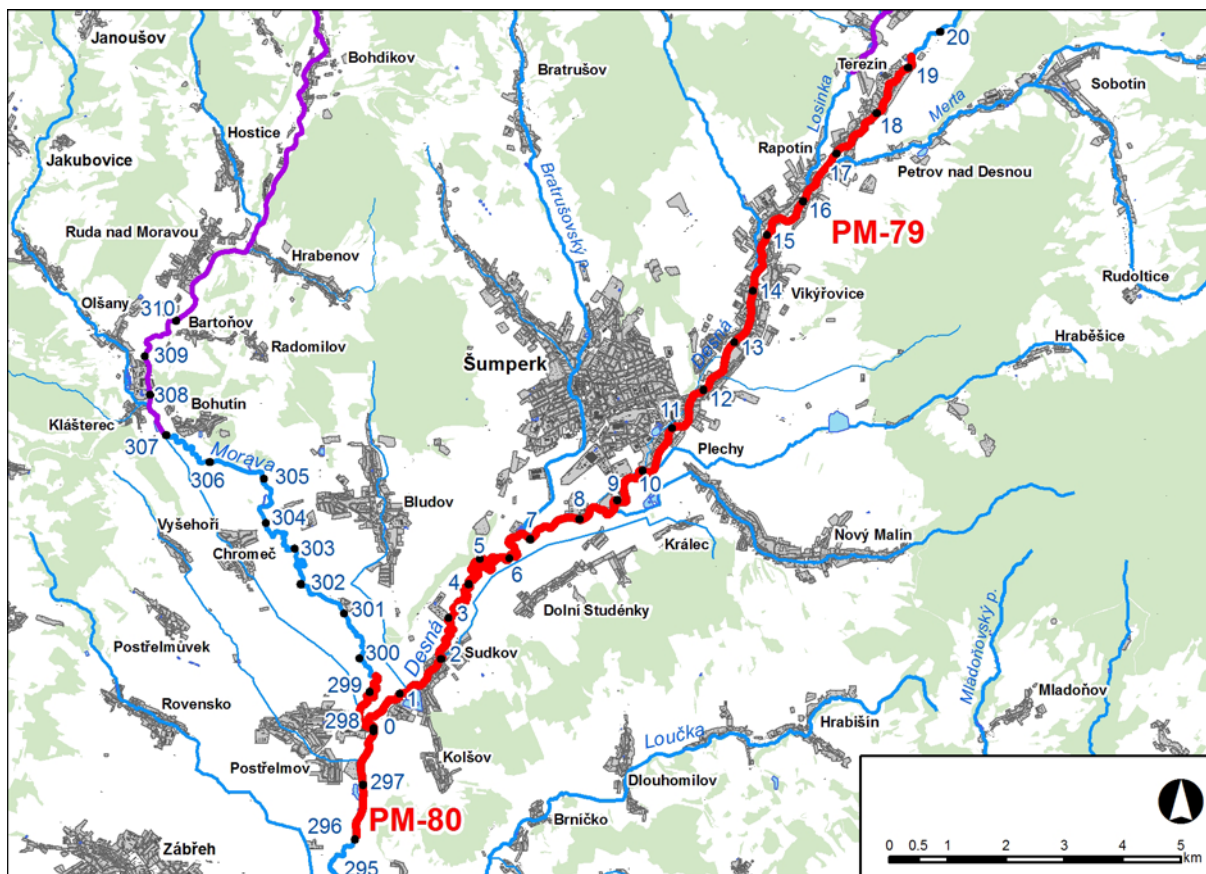 Janoušov
Bohdíkov
Bratrušov
20
Terezín
19
Sobotín
Losinka
Merta
18
Hostice
Jakubovice
Rapotín
17
Petrov nad Desnou
Bratrušovský p.
16
Ruda nad Moravou
15
PM-79
Hrabenov
Rudoltice
14
Vikýřovice
Olšany
310
Bartoňov
Radomilov
Desná
13
Hraběšice
309
Šumperk
308
12
Bohutín
Klášterec
11
307
Plechy
Morava
306
305
10
9
Bludov
8
304
Vyšehoří
7
Nový Malín
Králec
303
Chromeč
5
6
302
4
Dolní Studénky
301
3
Mladoňovský p.
Postřelmůvek
Desná
300
2
Sudkov
299
1
Mladoňov
Rovensko
298
0
Hrabišín
Loučka
Kolšov
Postřelmov
297
Dlouhomilov
PM-80
296
Brníčko
Zábřeh
295
0 0.5 1 2 3 4 5
km